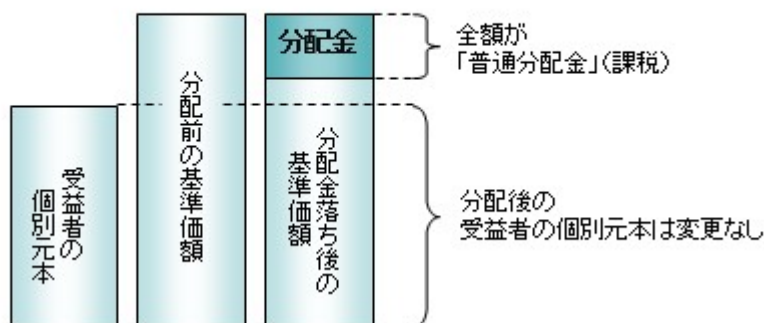 受益者の
個別元本
分配前の基準価額
分配金
分配金落ち後の
基準価額
全額が
「普通分配金」(課税)
分配後の
受益者の個別元本は変更なし